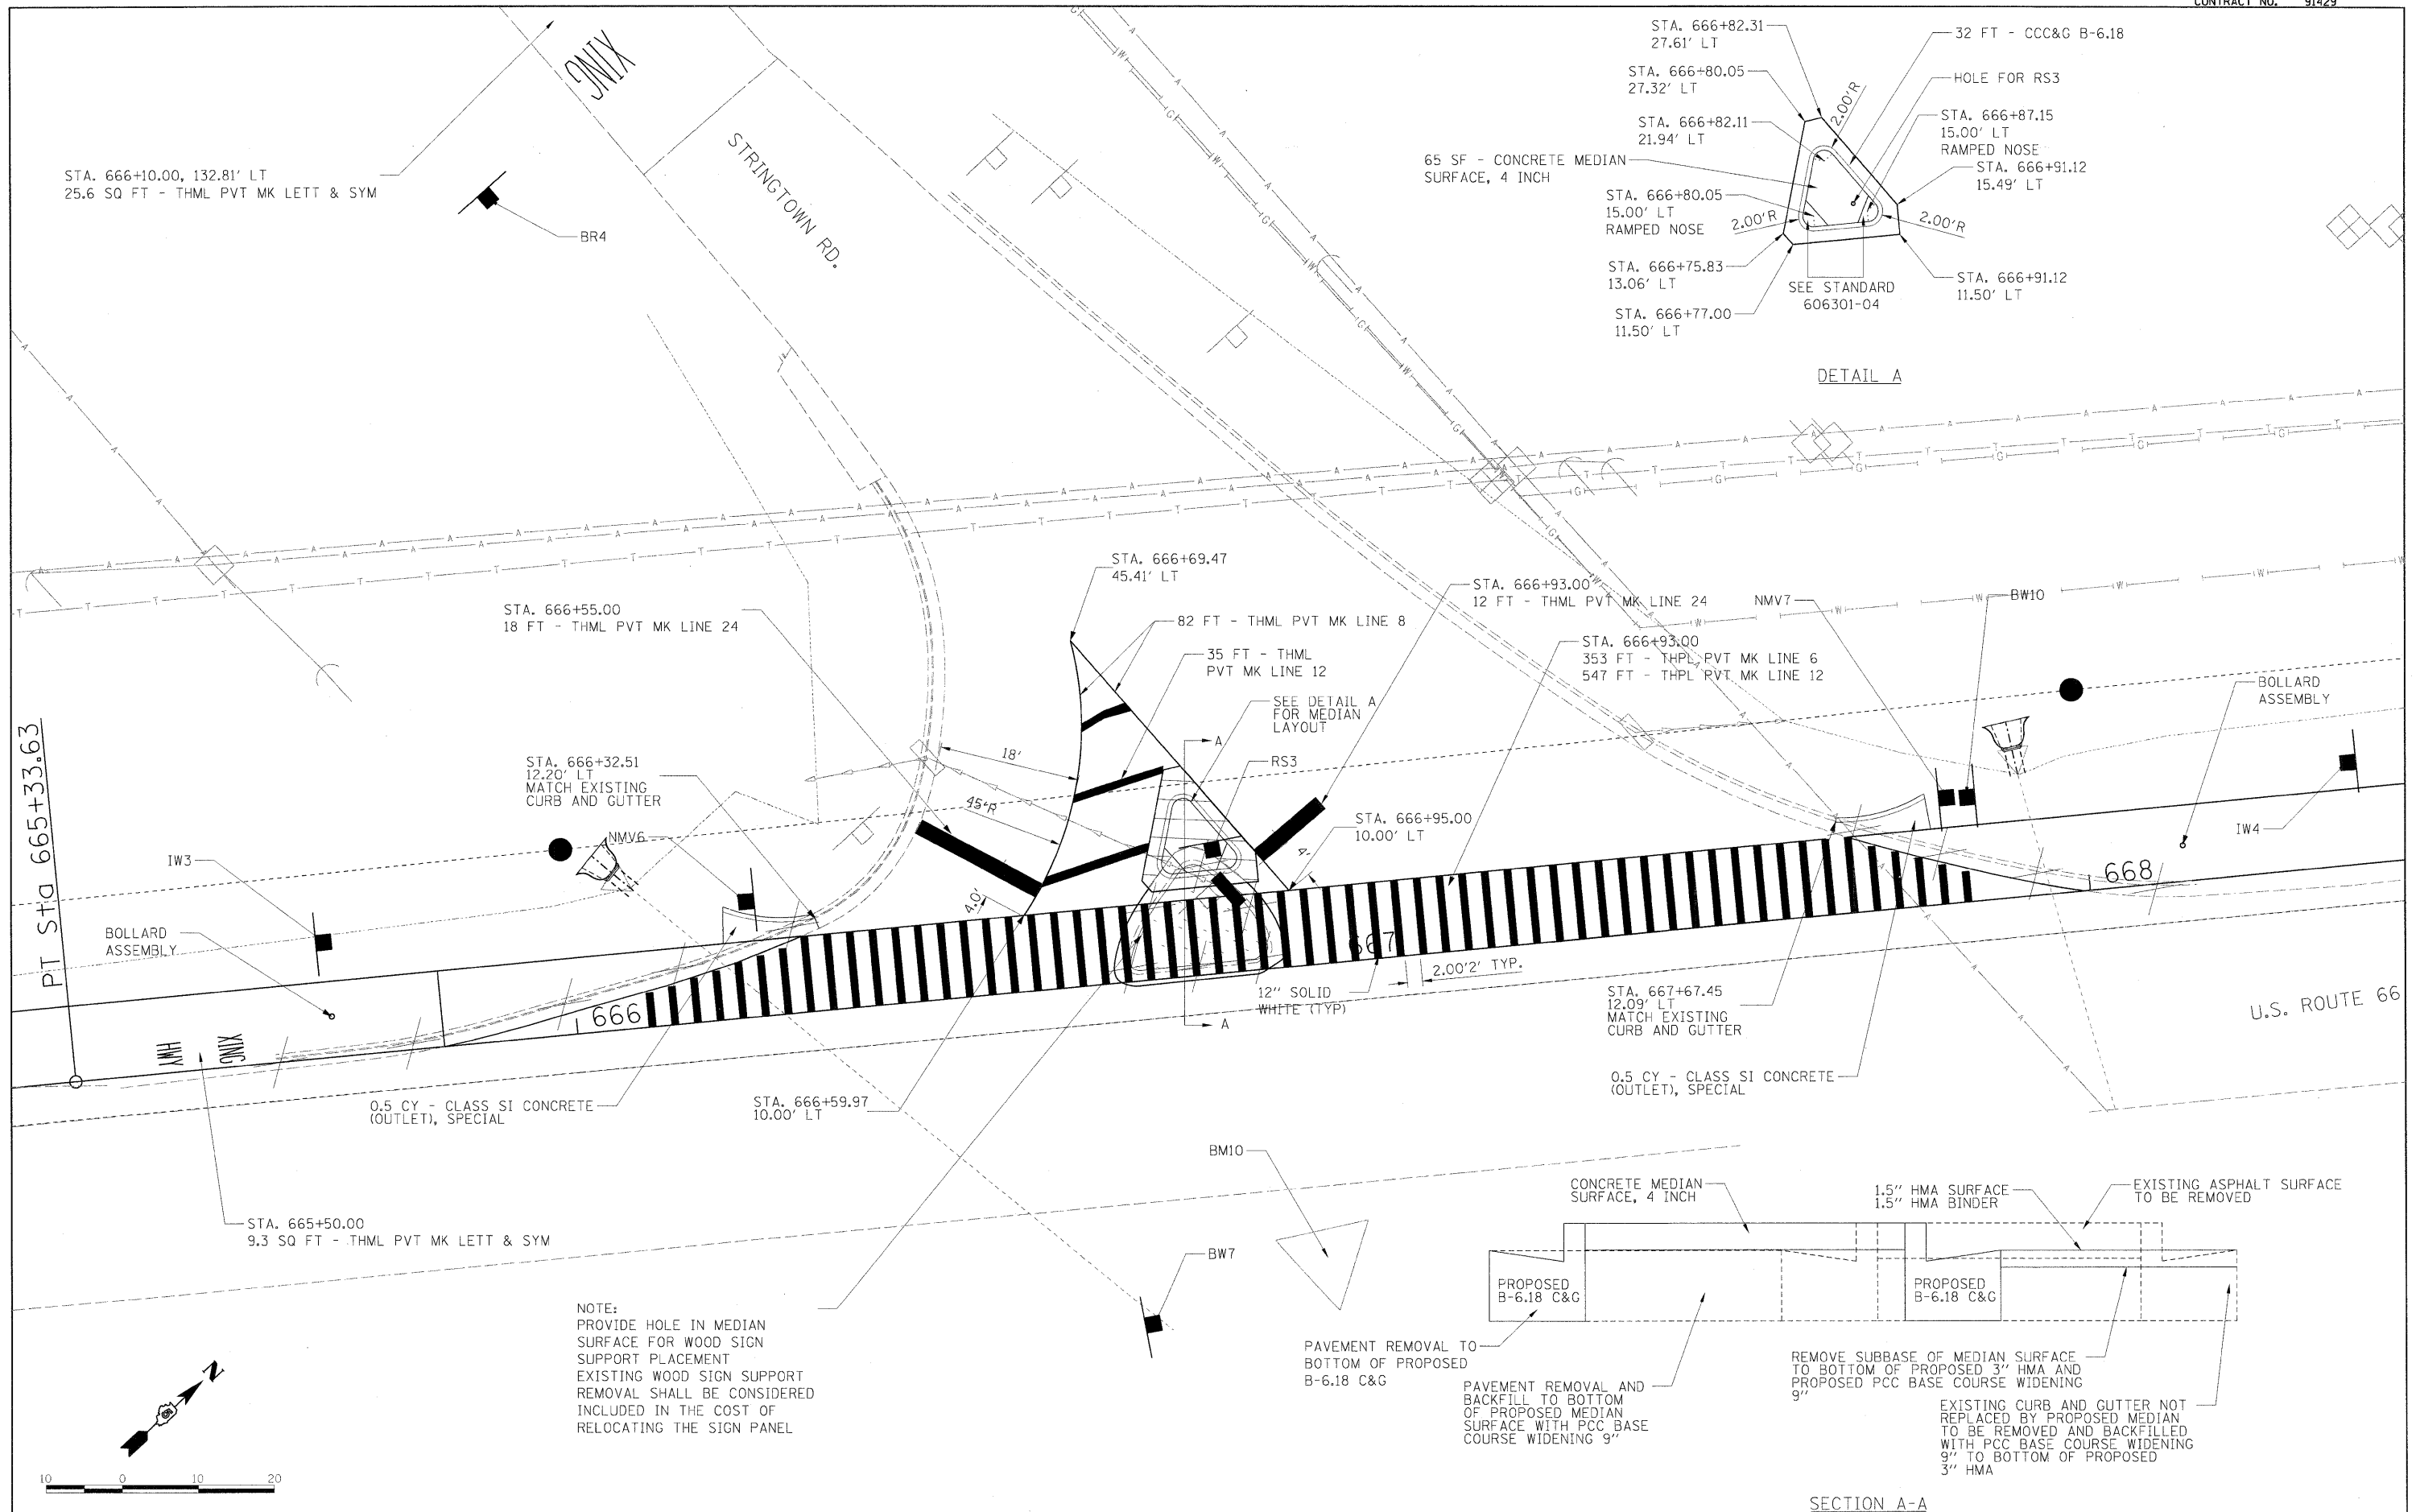 CONTRACT NO. 91429
STA. 666+10.00, 132.81' LT
25.6 SQ FT - THML PVT MK LETT & SYM
XING
BR4
STRINGTOWN RD.
STA. 666+82.31
27.61' LT
32 FT - CCC&G B-6.18
STA. 666+80.05
27.32' LT
HOLE FOR RS3
2.00'R
STA. 666+82.11
21.94' LT
STA. 666+87.15
15.00' LT
RAMPED NOSE
65 SF - CONCRETE MEDIAN
SURFACE, 4 INCH
STA. 666+91.12
15.49' LT
STA. 666+80.05
15.00' LT
RAMPED NOSE
2.00'R
2.00'R
STA. 666+75.83
13.06' LT
SEE STANDARD
606301-04
STA. 666+91.12
11.50' LT
STA. 666+77.00
11.50' LT
DETAIL A
STA. 666+69.47
45.41' LT
STA. 666+55.00
18 FT - THML PVT MK LINE 24
82 FT - THML PVT MK LINE 8
35 FT - THML
PVT MK LINE 12
STA. 666+93.00
12 FT - THML PVT MK LINE 24
NMV7
BW10
STA. 666+93.00
353 FT - THPL PVT MK LINE 6
547 FT - THPL PVT MK LINE 12
BOLLARD
ASSEMBLY
SEE DETAIL A
FOR MEDIAN
LAYOUT
A
RS3
18'
45'R
PT Sta 665+33.63
STA. 666+32.51
12.20' LT
MATCH EXISTING
CURB AND GUTTER
NMV6
IW3
STA. 666+95.00
10.00' LT
4'
IW4
4.0'
BOLLARD
ASSEMBLY
668
667
666
2.00'2' TYP.
12" SOLID
WHITE (TYP)
A
STA. 667+67.45
12.09' LT
MATCH EXISTING
CURB AND GUTTER
U.S. ROUTE 66
HWY
XING
0.5 CY - CLASS SI CONCRETE
(OUTLET), SPECIAL
STA. 666+59.97
10.00' LT
0.5 CY - CLASS SI CONCRETE
(OUTLET), SPECIAL
BM10
STA. 665+50.00
9.3 SQ FT - THML PVT MK LETT & SYM
BW7
CONCRETE MEDIAN
SURFACE, 4 INCH
1.5" HMA SURFACE
1.5" HMA BINDER
EXISTING ASPHALT SURFACE
TO BE REMOVED
PROPOSED
B-6.18 C&G
PROPOSED
B-6.18 C&G
NOTE:
PROVIDE HOLE IN MEDIAN
SURFACE FOR WOOD SIGN
SUPPORT PLACEMENT
EXISTING WOOD SIGN SUPPORT
REMOVAL SHALL BE CONSIDERED
INCLUDED IN THE COST OF
RELOCATING THE SIGN PANEL
PAVEMENT REMOVAL TO
BOTTOM OF PROPOSED
B-6.18 C&G
PAVEMENT REMOVAL AND
BACKFILL TO BOTTOM
OF PROPOSED MEDIAN
SURFACE WITH PCC BASE
COURSE WIDENING 9"
REMOVE SUBBASE OF MEDIAN SURFACE
TO BOTTOM OF PROPOSED 3" HMA AND
PROPOSED PCC BASE COURSE WIDENING
9"
EXISTING CURB AND GUTTER NOT
REPLACED BY PROPOSED MEDIAN
TO BE REMOVED AND BACKFILLED
WITH PCC BASE COURSE WIDENING
9" TO BOTTOM OF PROPOSED
3" HMA
SECTION A-A
N
10 0 10 20